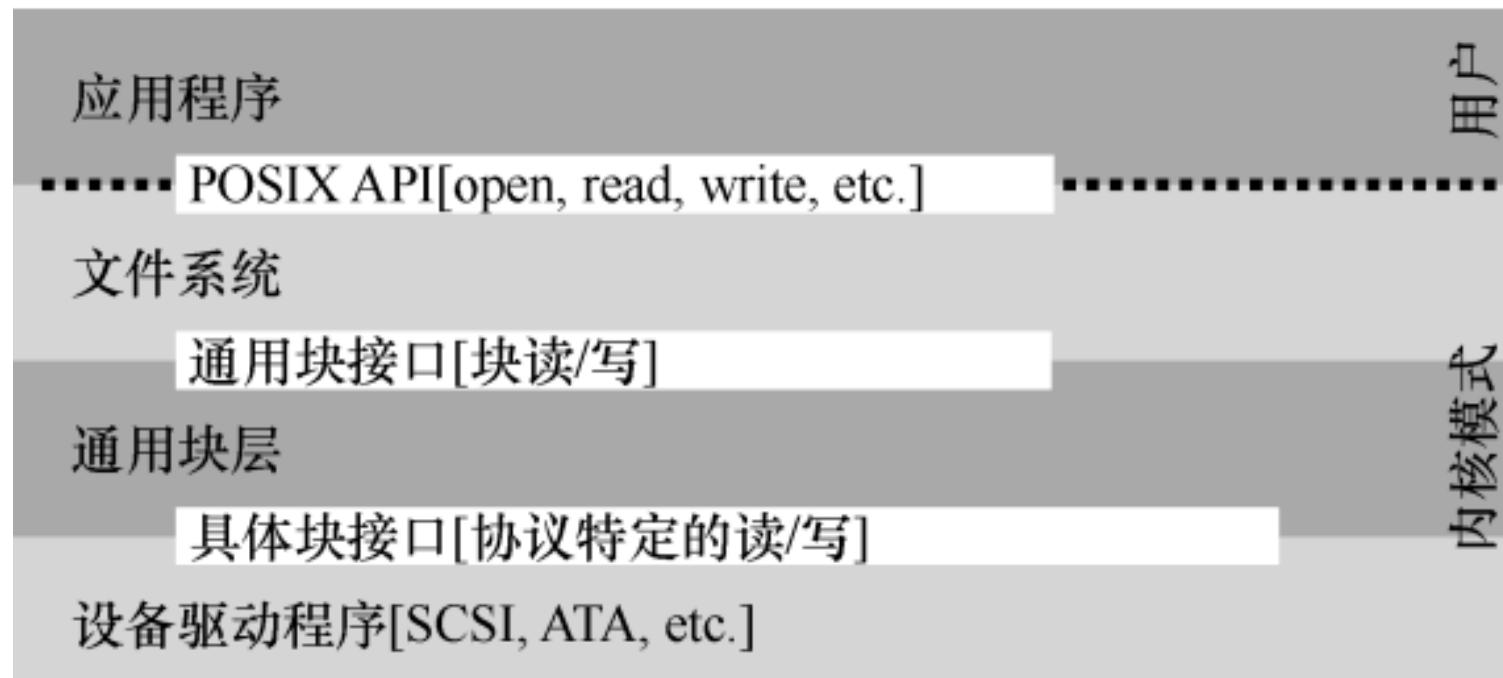 应用程序
用户
POSIX API[open, read, write, etc.]
文件系统
通用块接口[块读/写]
通用块层
内核模式
具体块接口[协议特定的读/写]
设备驱动程序[SCSI, ATA, etc.]